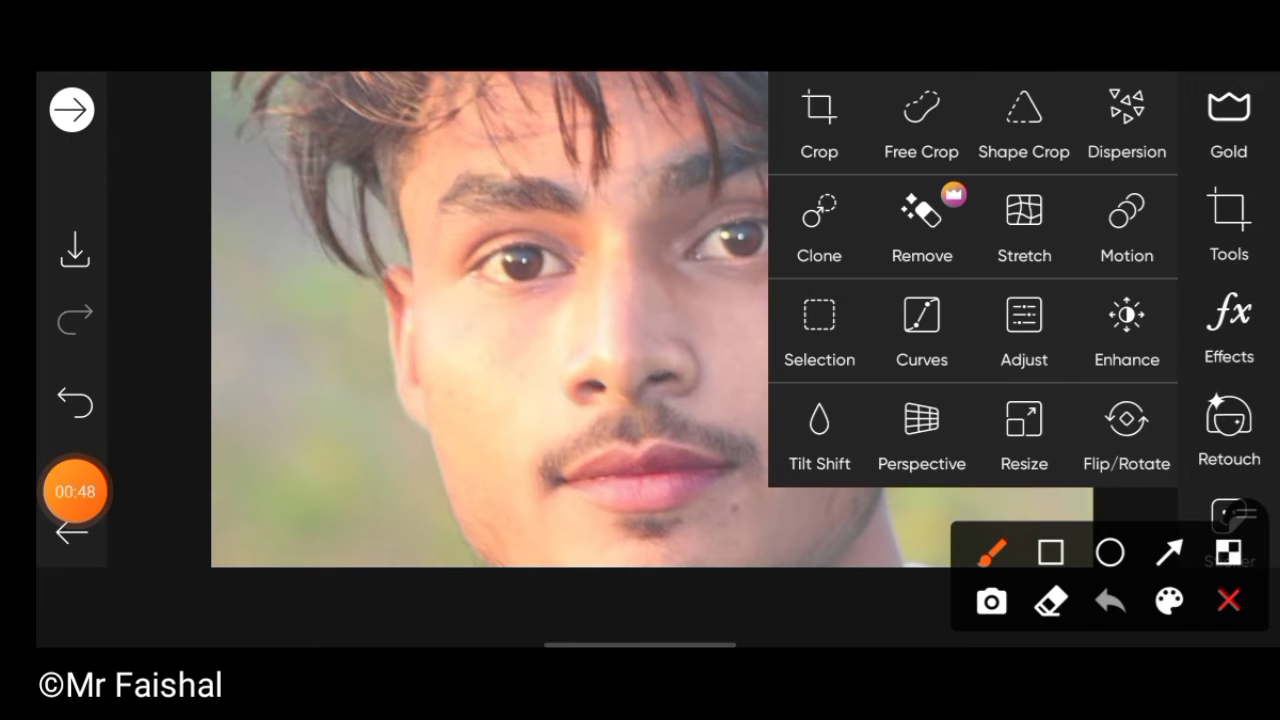 Crop Free Crop Shape Crop Dispersion Gold
Clone Remove Stretch Motion Tools
Selection Curves Adjust Enhance Effects
Tilt Shift Perspective Resize Flip/Rotate Retouch
00:48
©Mr Faishal